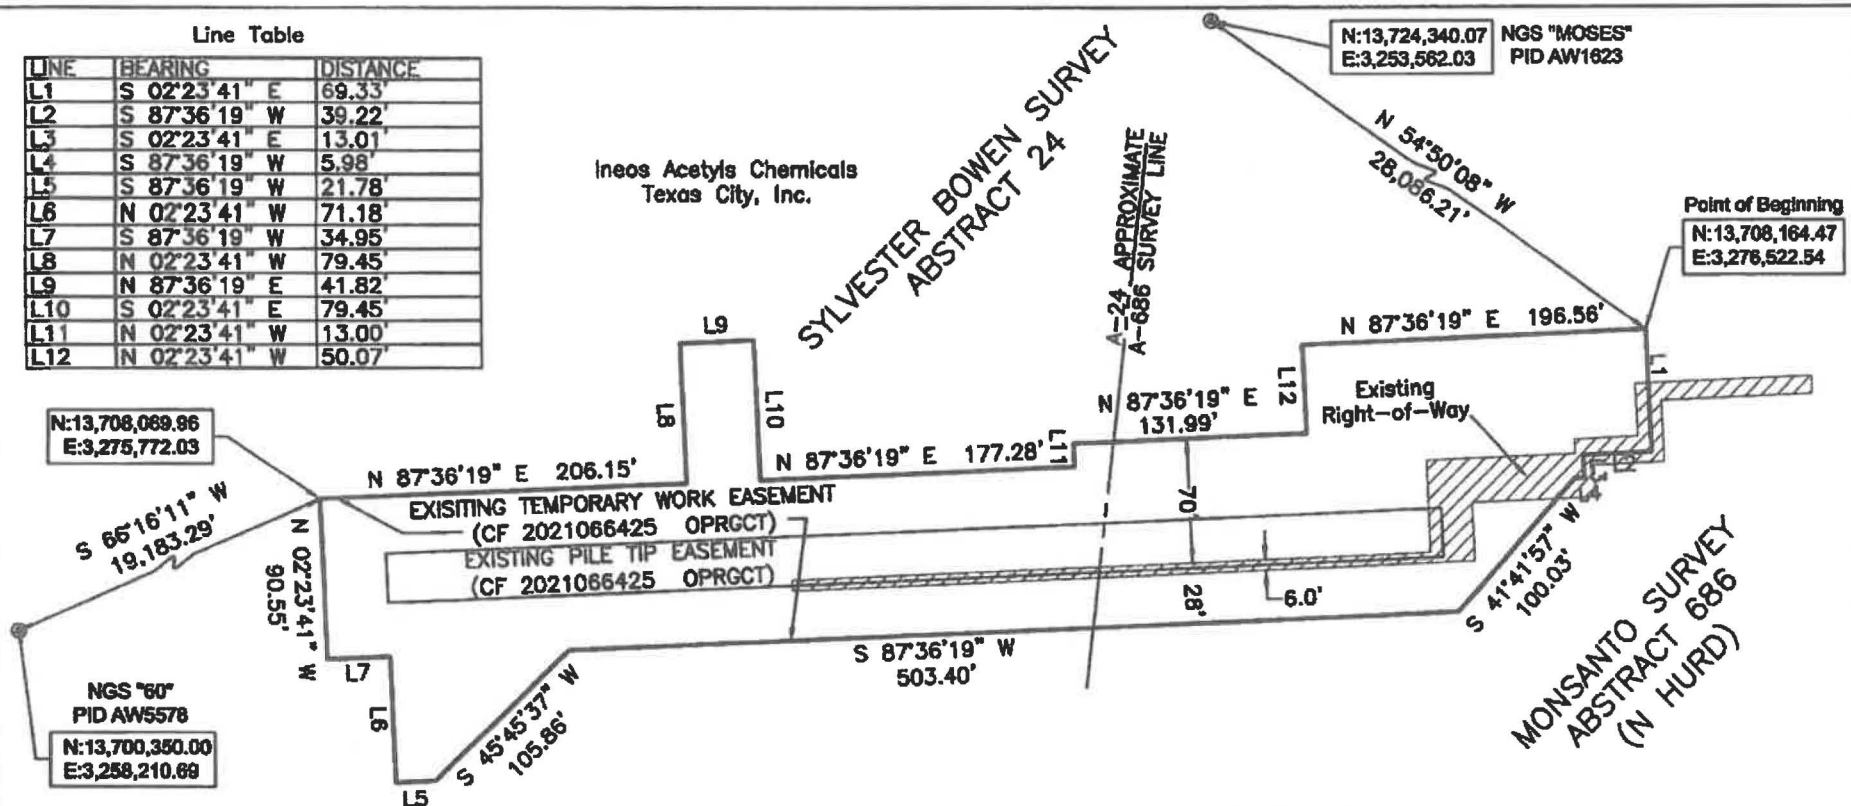 Line Table
LINE BEARING DISTANCE
L1 S 02°23'41" E 69.33'
L2 S 87°36'19" W 39.22'
L3 S 02°23'41" E 13.01'
L4 S 87°36'19" W 5.98'
L5 S 87°36'19" W 21.78'
L6 N 02°23'41" W 71.18'
L7 S 87°36'19" W 34.95'
L8 N 02°23'41" W 79.45'
L9 N 87°36'19" E 41.82'
L10 S 02°23'41" E 79.45'
L11 N 02°23'41" W 13.00'
L12 N 02°23'41" W 50.07'
Ineos Acetyls Chemicals
Texas City, Inc.
SYLVESTER BOWEN SURVEY
ABSTRACT 24
A-24 APPROXIMATE
A-686 SURVEY LINE
N:13,724,340.07
E:3,253,562.03
NGS "MOSES"
PID AW1623
N 54°50'08" W
28,086.21'
Point of Beginning
N:13,708,164.47
E:3,276,522.54
N 87°36'19" E 196.56'
L1
L12
Existing
Right-of-Way
N 87°36'19" E
131.99'
L9
L8
L10
L11
N 87°36'19" E 177.28'
N 87°36'19" E 206.15'
N:13,708,069.96
E:3,275,772.03
EXISITING TEMPORARY WORK EASEMENT
(CF 2021066425 OPRGCT)
EXISTING PILE TIP EASEMENT
(CF 2021066425 OPRGCT)
70'
28'
6.0'
L2
L3
L4
S 66°16'11" W
19,183.29'
N 02°23'41" W
90.55'
L7
L6
L5
S 45°45'37" W
105.86'
S 87°36'19" W
503.40'
S 41°41'57" W
100.03'
MONSANTO SURVEY
ABSTRACT 686
(N HURD)
NGS "60"
PID AW5578
N:13,700,350.00
E:3,258,210.69